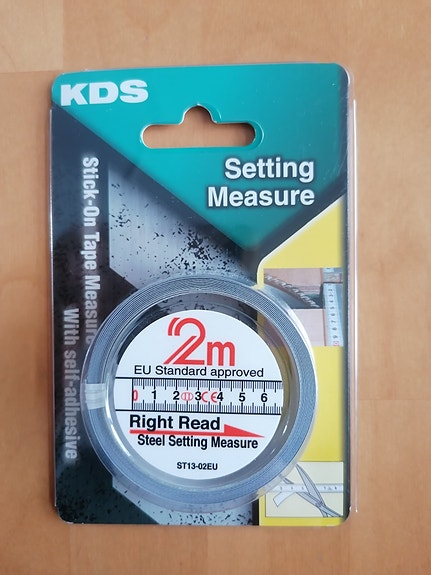 KDS
Setting
Measure
Stick-On Tape Measure
With self-adhesive
2m
EU Standard approved
0 1 2 3 CE 4 5 6
Right Read
Steel Setting Measure
ST13-02EU